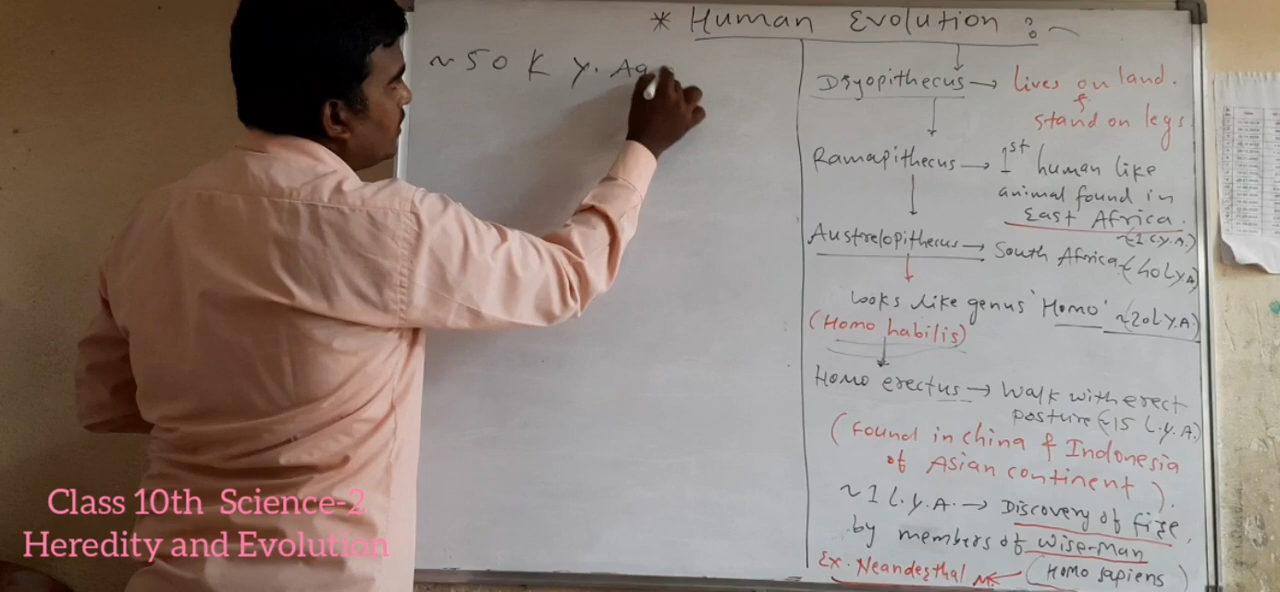 * Human Evolution :~
~ 50 K y. Ag
Dryopithecus → lives on land.
&
stand on legs
Ramapithecus → 1st human like
animal found in
East Africa.
(~1 C.Y.A.)
Australopithecus → South Africa (~40 L.Y.A)
looks like genus 'Homo' (~20 L.Y.A.)
(Homo habilis)
Homo erectus → Walk with erect
posture (~15 L.Y.A.)
(Found in China & Indonesia
of Asian continent).
~ 1 L.Y.A. → Discovery of fire,
by members of Wise-Man
Ex. Neanderthal ← (Homo sapiens)
Class 10th Science-2
Heredity and Evolution